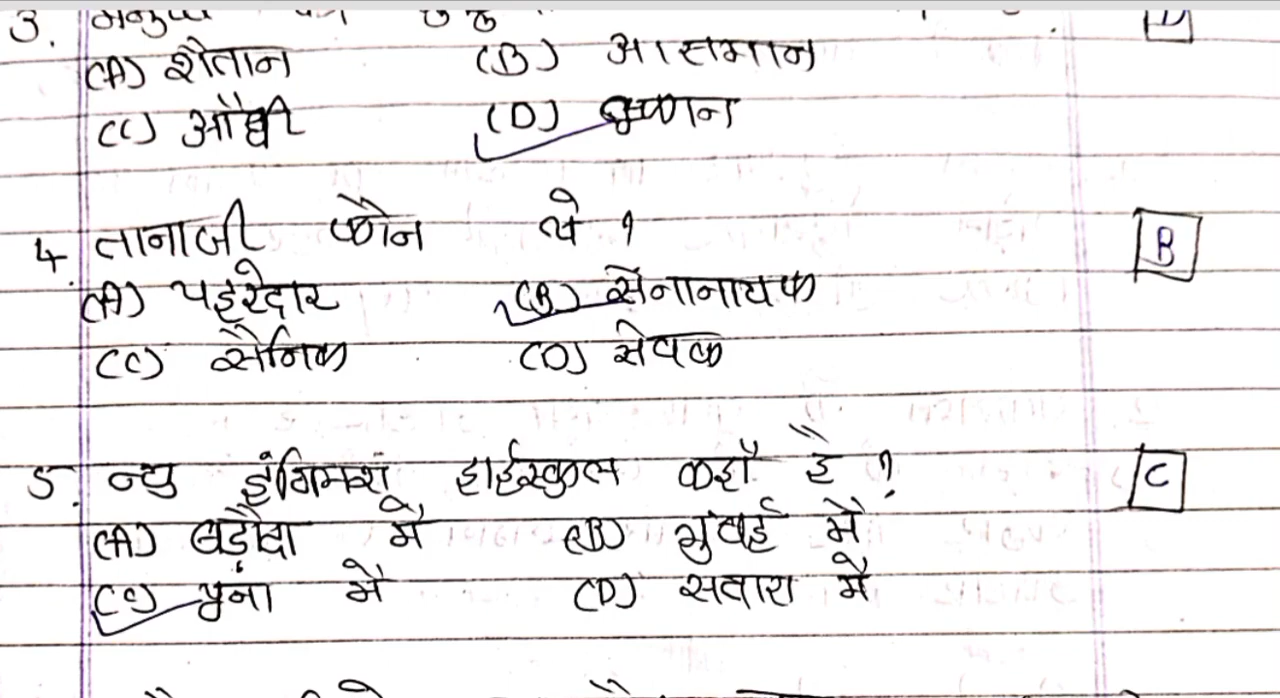 3. D
(A) शैतान (B) आसमान
(C) आँधी (D) तूफान
4. तानाजी कौन थे ? B
(A) पहरेदार (B) सेनानायक
(C) सैनिक (D) सेवक
5. न्यु हाईस्कुल कहाँ है ? C
(A) बड़ौदा में (B) मुंबई में
(C) पुना में (D) सतारा में